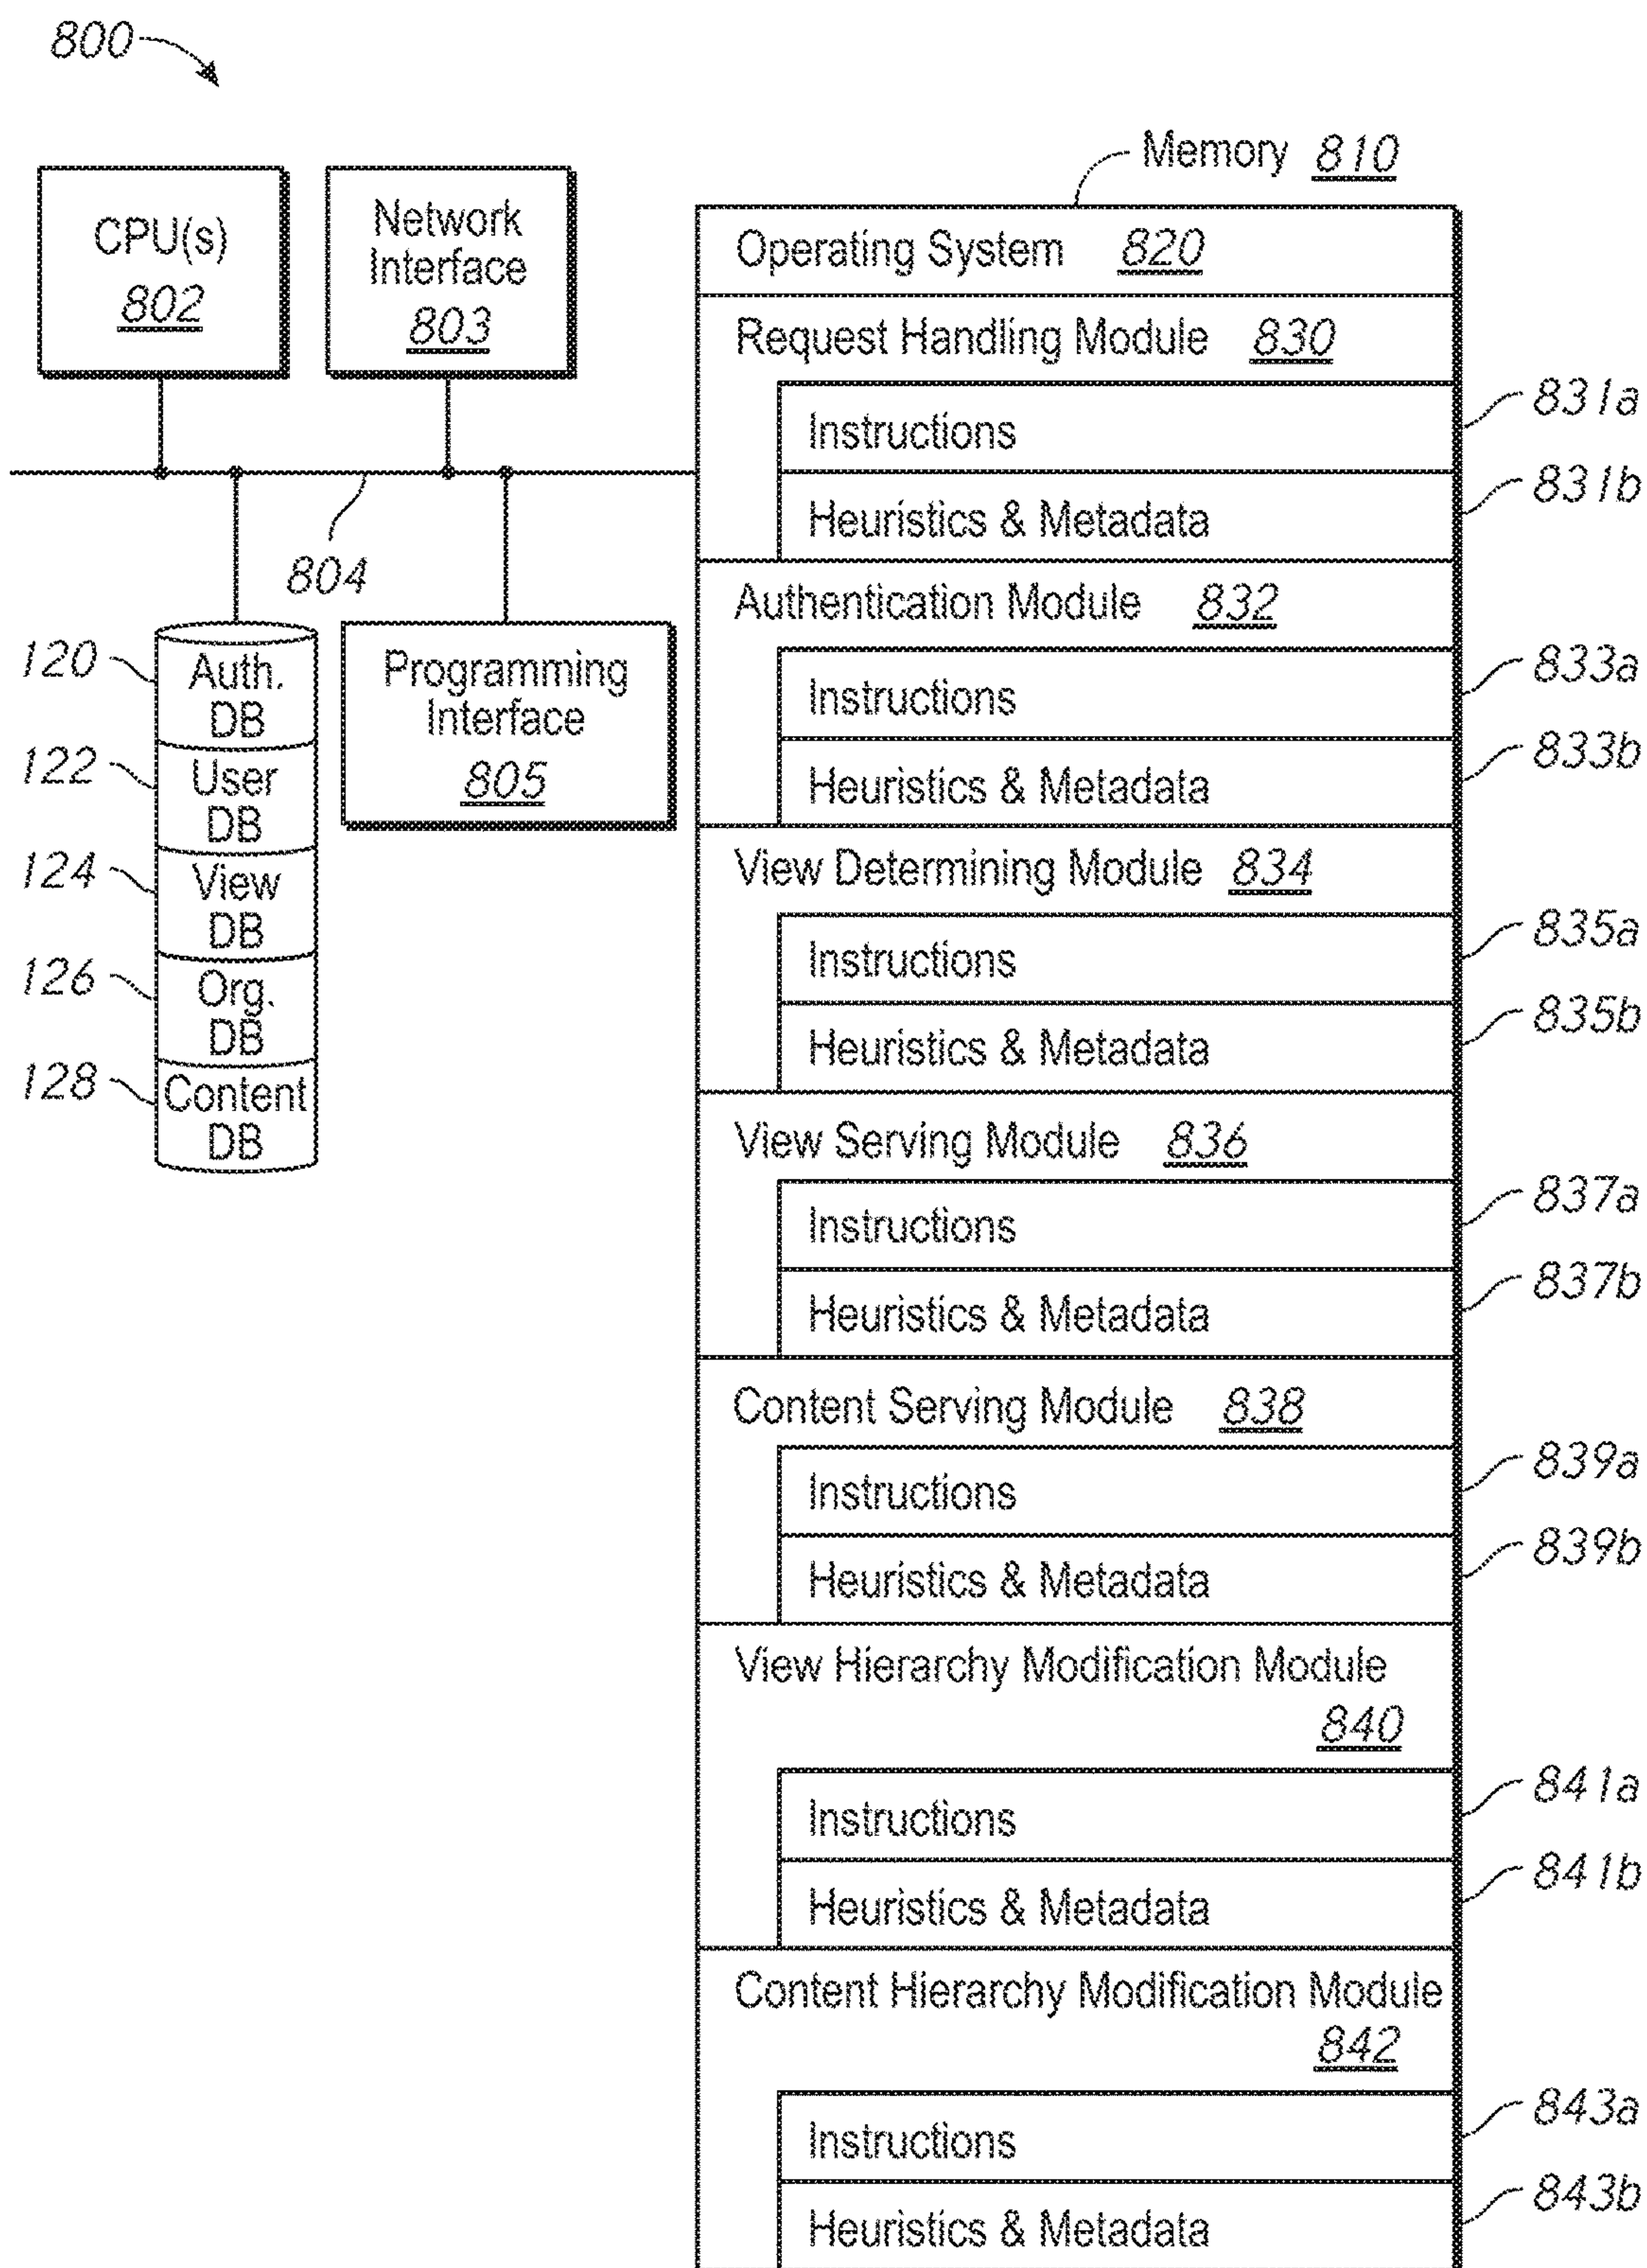 800
CPU(s)
802
Network
Interface
803
804
120
Auth.
DB
122
User
DB
124
View
DB
126
Org.
DB
128
Content
DB
Programming
Interface
805
Memory 810
Operating System 820
Request Handling Module 830
Instructions
831a
Heuristics & Metadata
831b
Authentication Module 832
Instructions
833a
Heuristics & Metadata
833b
View Determining Module 834
Instructions
835a
Heuristics & Metadata
835b
View Serving Module 836
Instructions
837a
Heuristics & Metadata
837b
Content Serving Module 838
Instructions
839a
Heuristics & Metadata
839b
View Hierarchy Modification Module
840
Instructions
841a
Heuristics & Metadata
841b
Content Hierarchy Modification Module
842
Instructions
843a
Heuristics & Metadata
843b